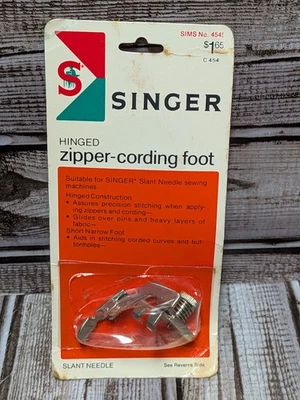 SIMS No. 4545
$1.65
C 454
S
SINGER
HINGED
zipper-cording foot
Suitable for SINGER* Slant Needle sewing
machines
Hinged Construction
• Assures precision stitching when apply-
ing zippers and cording—
• Glides over pins and heavy layers of
fabric—
Short Narrow Foot
• Aids in stitching corded curves and but-
tonholes—
SLANT NEEDLE
See Reverse Side